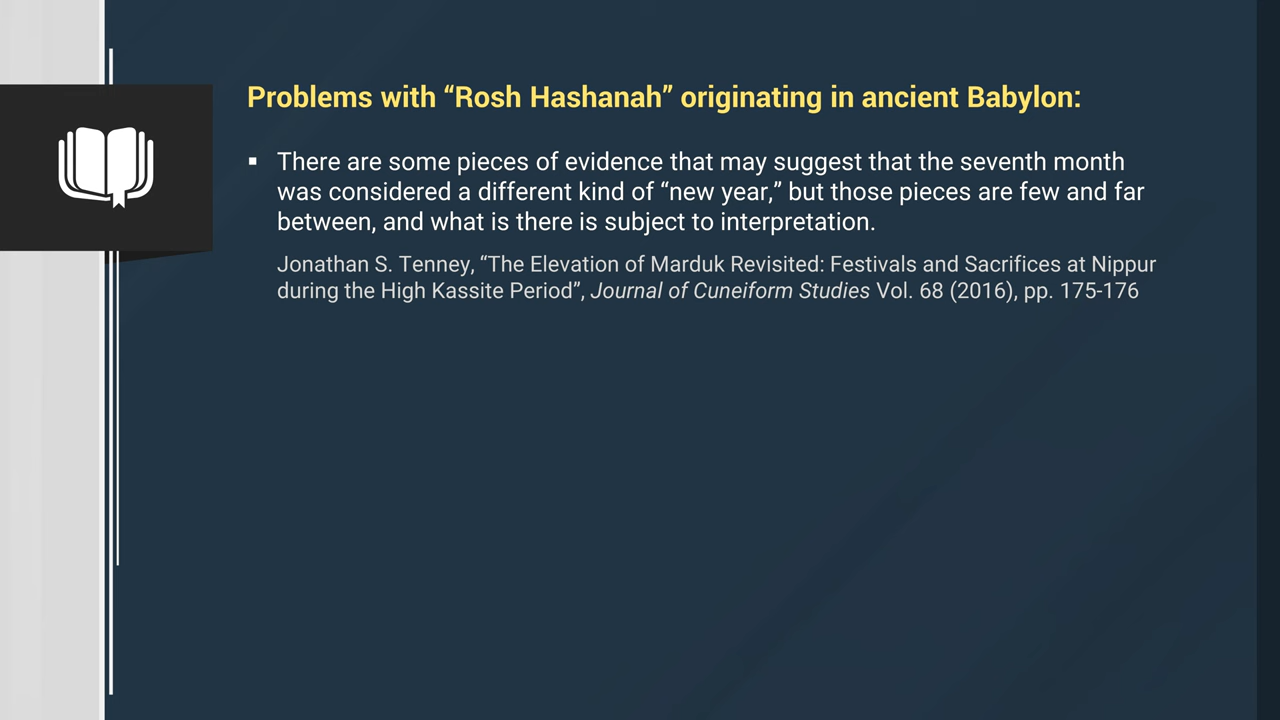 Problems with “Rosh Hashanah” originating in ancient Babylon:
▪ There are some pieces of evidence that may suggest that the seventh month
was considered a different kind of “new year,” but those pieces are few and far
between, and what is there is subject to interpretation.
Jonathan S. Tenney, “The Elevation of Marduk Revisited: Festivals and Sacrifices at Nippur
during the High Kassite Period”, Journal of Cuneiform Studies Vol. 68 (2016), pp. 175-176